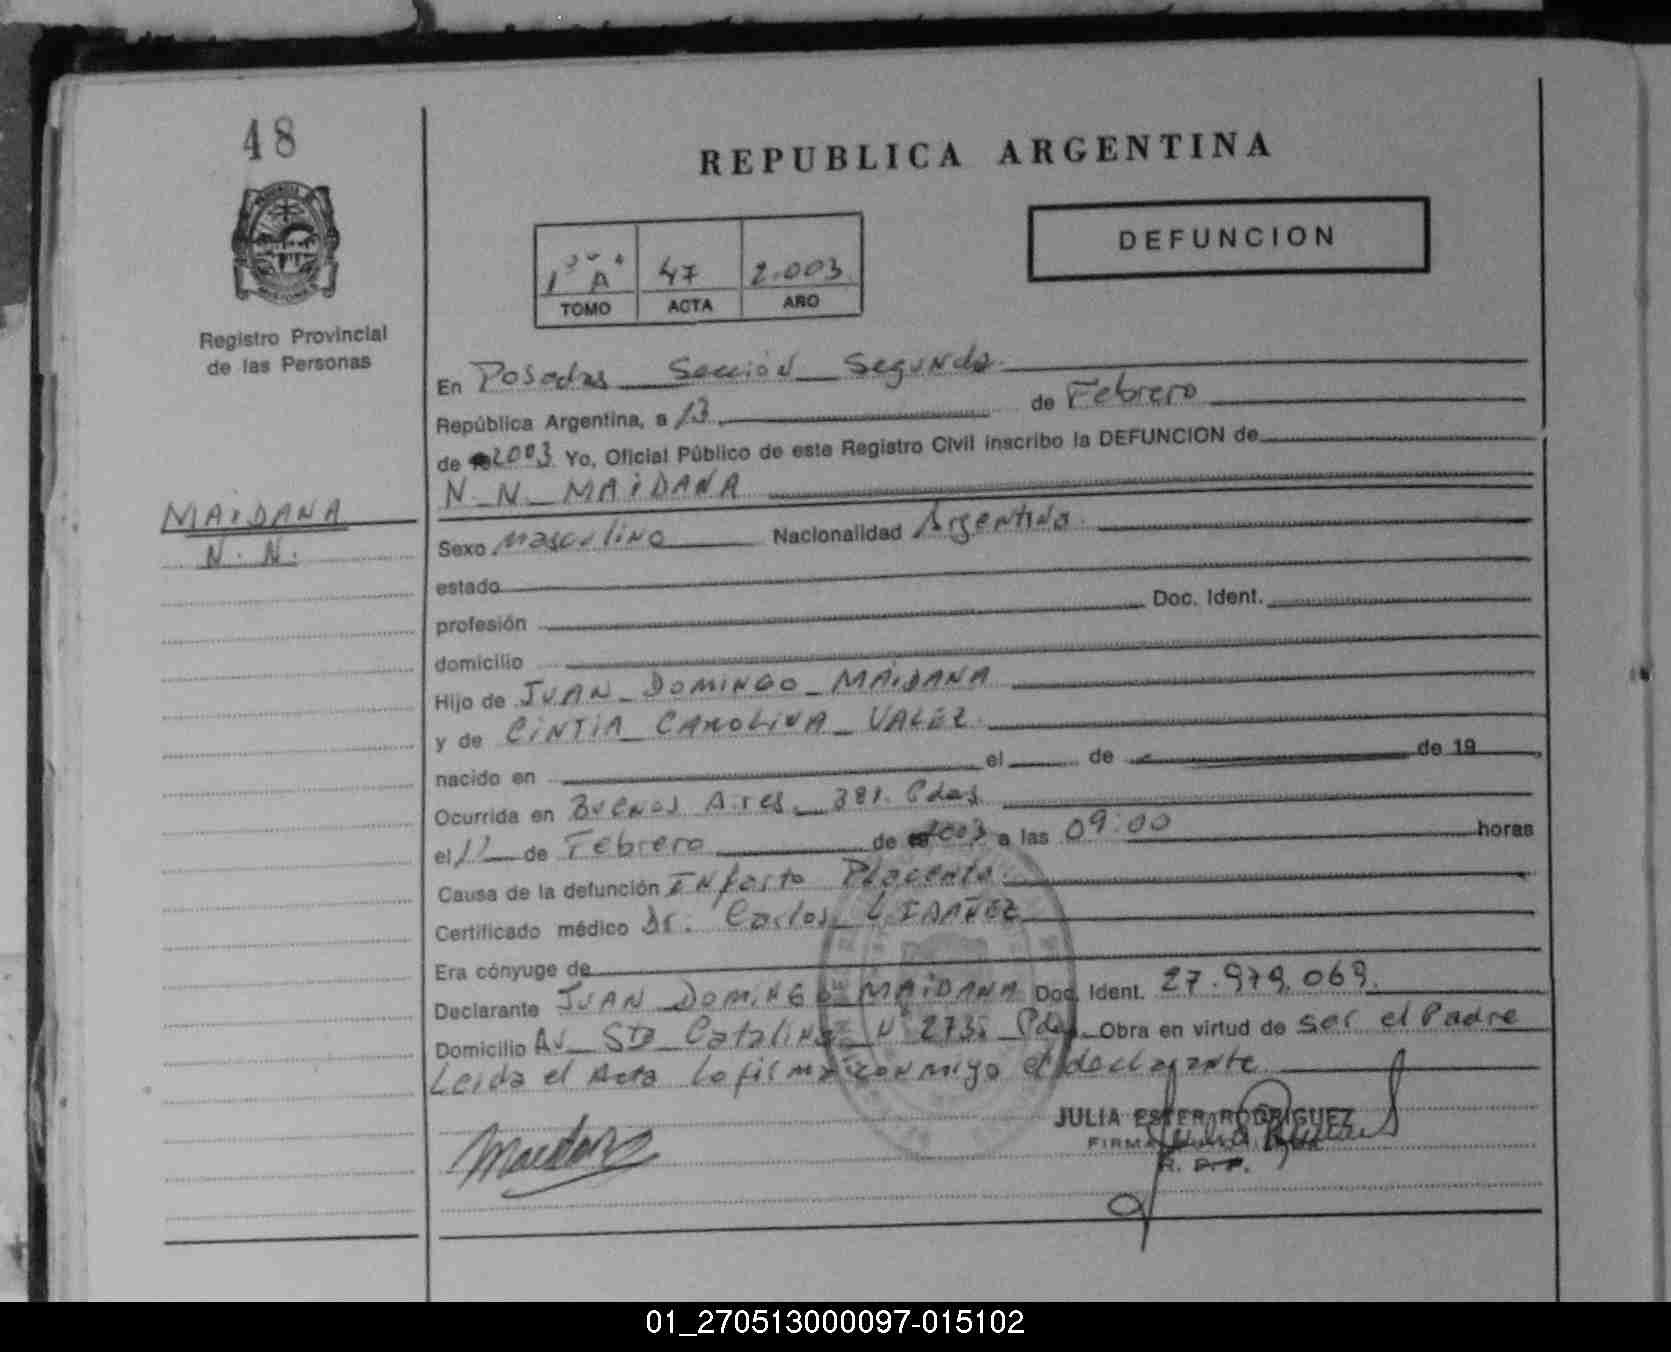 48
REPUBLICA ARGENTINA
DEFUNCION
1º "A" 47 2.003
TOMO ACTA AÑO
Registro Provincial
de las Personas
En Posadas Sección Segunda
República Argentina, a 13 de Febrero
de 2003 Yo, Oficial Público de este Registro Civil inscribo la DEFUNCION de
N. N. MAIDANA
MAIDANA
N. N.
Sexo Masculino Nacionalidad Argentina
estado
profesión Doc. Ident.
domicilio
Hijo de JUAN DOMINGO MAIDANA
y de CINTIA CAROLINA VALEZ
nacido en el de de 19
Ocurrida en Buenos Aires 381. Pdas
el 11 de Febrero de 2003 a las 09:00 horas
Causa de la defunción Infarto Placenta
Certificado médico Dr. Carlos L IBAÑEZ
Era cónyuge de
Declarante JUAN DOMINGO MAIDANA Doc. Ident. 27.979.069.
Domicilio Av Sta Catalina Nº 2735 Pdas Obra en virtud de ser el Padre
Leida el Acta la firma conmigo el declarante
Maidana
JULIA ESTER RODRIGUEZ
FIRMA
R. P. P.
01_270513000097-015102